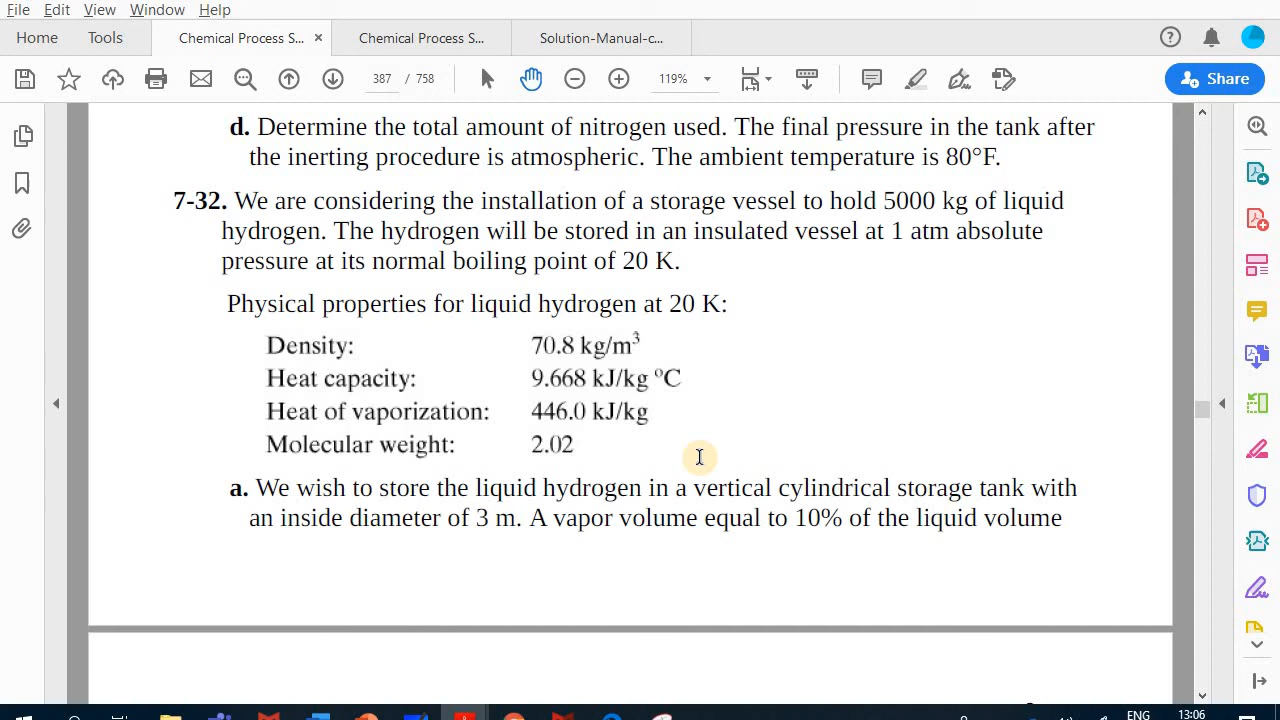 File Edit View Window Help
Home Tools Chemical Process S... × Chemical Process S... Solution-Manual-c...
387 / 758 119% Share
d. Determine the total amount of nitrogen used. The final pressure in the tank after
the inerting procedure is atmospheric. The ambient temperature is 80°F.
7-32. We are considering the installation of a storage vessel to hold 5000 kg of liquid
hydrogen. The hydrogen will be stored in an insulated vessel at 1 atm absolute
pressure at its normal boiling point of 20 K.
Physical properties for liquid hydrogen at 20 K:
Density: 70.8 kg/m³
Heat capacity: 9.668 kJ/kg °C
Heat of vaporization: 446.0 kJ/kg
Molecular weight: 2.02
a. We wish to store the liquid hydrogen in a vertical cylindrical storage tank with
an inside diameter of 3 m. A vapor volume equal to 10% of the liquid volume
ENG 13:06